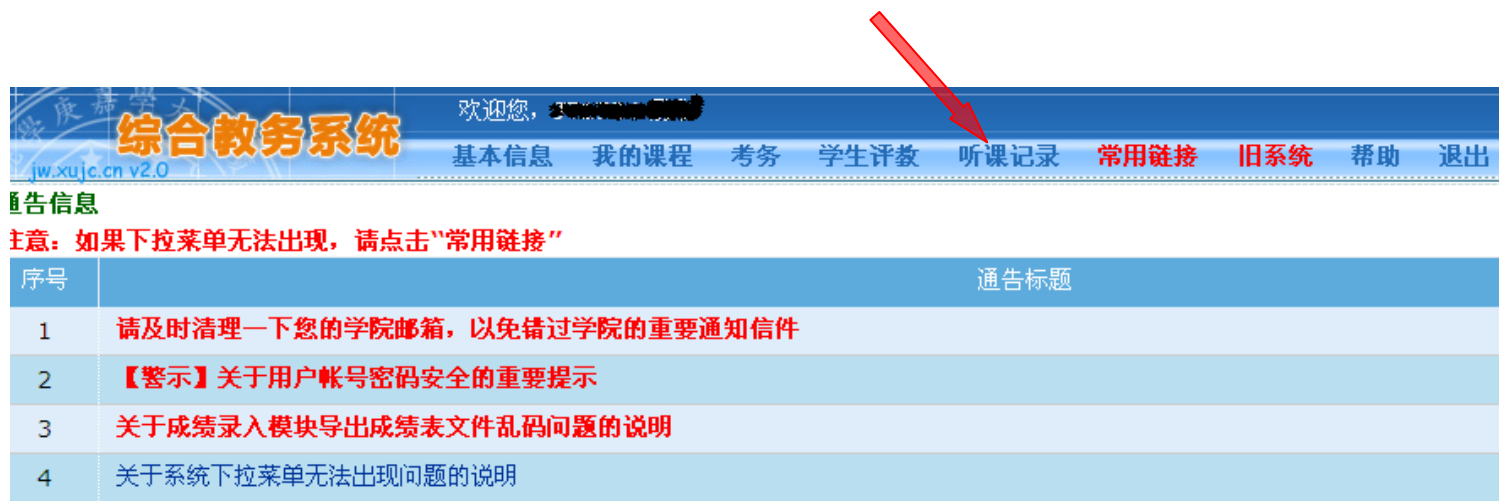 欢迎您，
综合教务系统
jw.xujc.cn v2.0
基本信息 我的课程 考务 学生评教 听课记录 常用链接 旧系统 帮助 退出
通告信息
注意：如果下拉菜单无法出现，请点击“常用链接”
序号 通告标题
1 请及时清理一下您的学院邮箱，以免错过学院的重要通知信件
2 【警示】关于用户帐号密码安全的重要提示
3 关于成绩录入模块导出成绩表文件乱码问题的说明
4 关于系统下拉菜单无法出现问题的说明